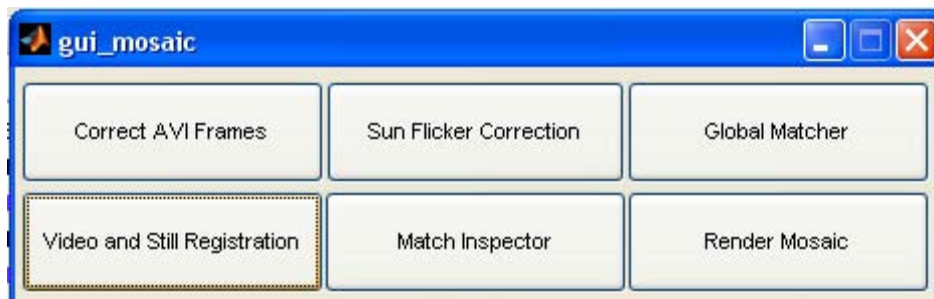 gui_mosaic
Correct AVI Frames
Sun Flicker Correction
Global Matcher
Video and Still Registration
Match Inspector
Render Mosaic